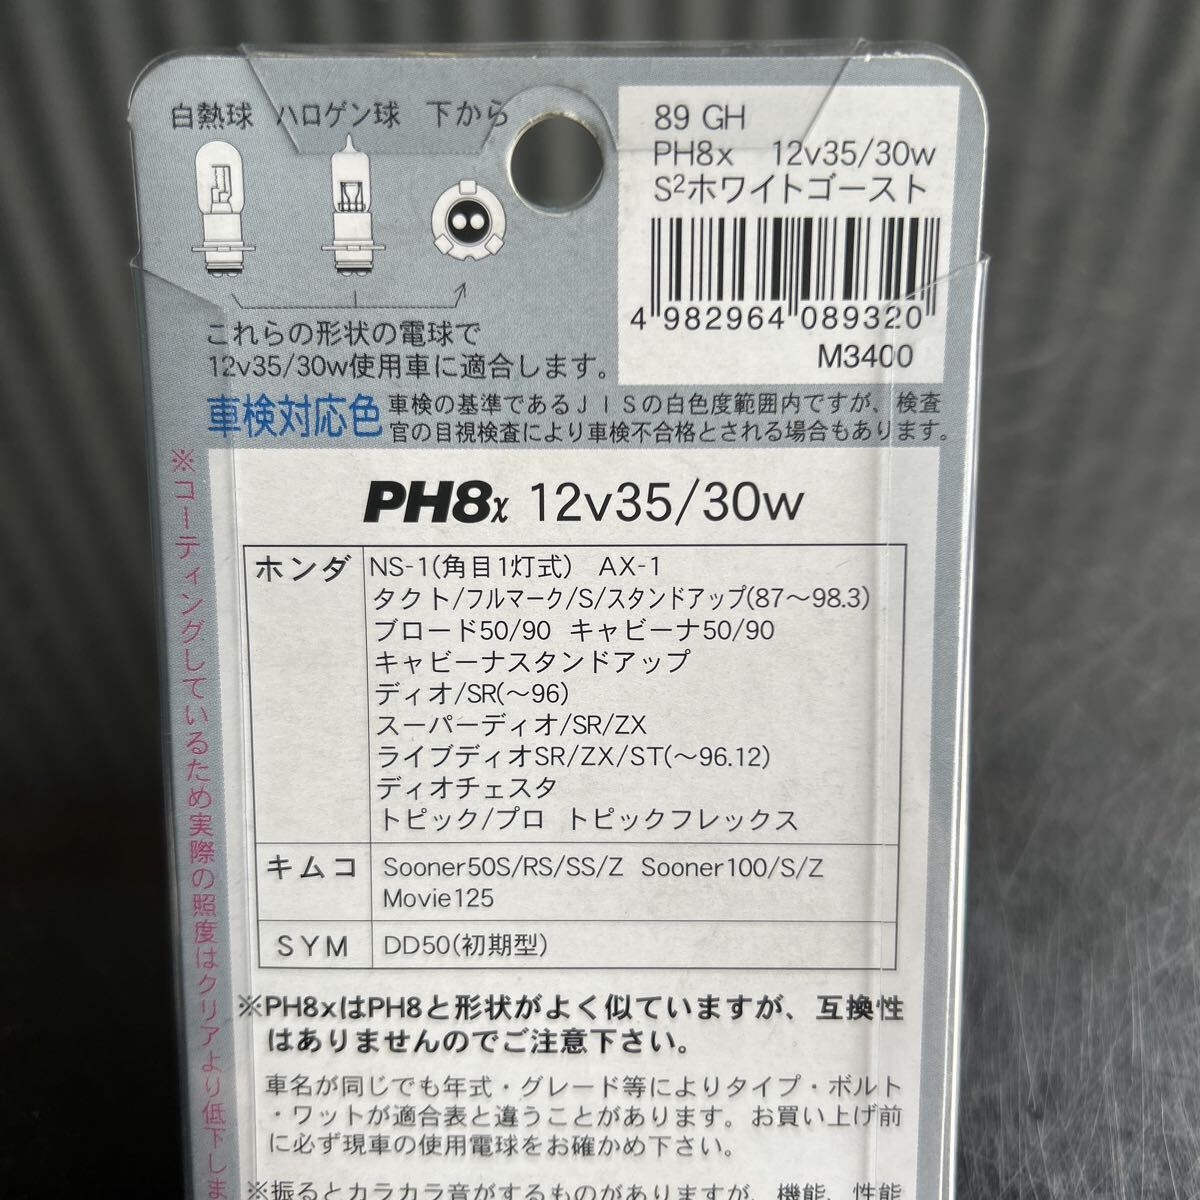 白熱球 ハロゲン球 下から
これらの形状の電球で
12v35/30w使用車に適合します。
89 GH
PH8x 12v35/30w
S²ホワイトゴースト
4 982964 089320
M3400
車検対応色 車検の基準であるJISの白色度範囲内ですが、検査
官の目視検査により車検不合格とされる場合もあります。
※コーティングしているため実際の照度はクリアより低下しま
PH8x 12v35/30w
ホンダ NS-1(角目1灯式) AX-1
タクト/フルマーク/S/スタンドアップ(87〜98.3)
ブロード50/90 キャビーナ50/90
キャビーナスタンドアップ
ディオ/SR(〜96)
スーパーディオ/SR/ZX
ライブディオSR/ZX/ST(〜96.12)
ディオチェスタ
トピック/プロ トピックフレックス
キムコ Sooner50S/RS/SS/Z Sooner100/S/Z
Movie125
SYM DD50(初期型)
※PH8xはPH8と形状がよく似ていますが、互換性
はありませんのでご注意下さい。
車名が同じでも年式・グレード等によりタイプ・ボルト
・ワットが適合表と違うことがあります。お買い上げ前
に必ず現車の使用電球をお確かめ下さい。
※振るとカラカラ音がするものがありますが、機能、性能